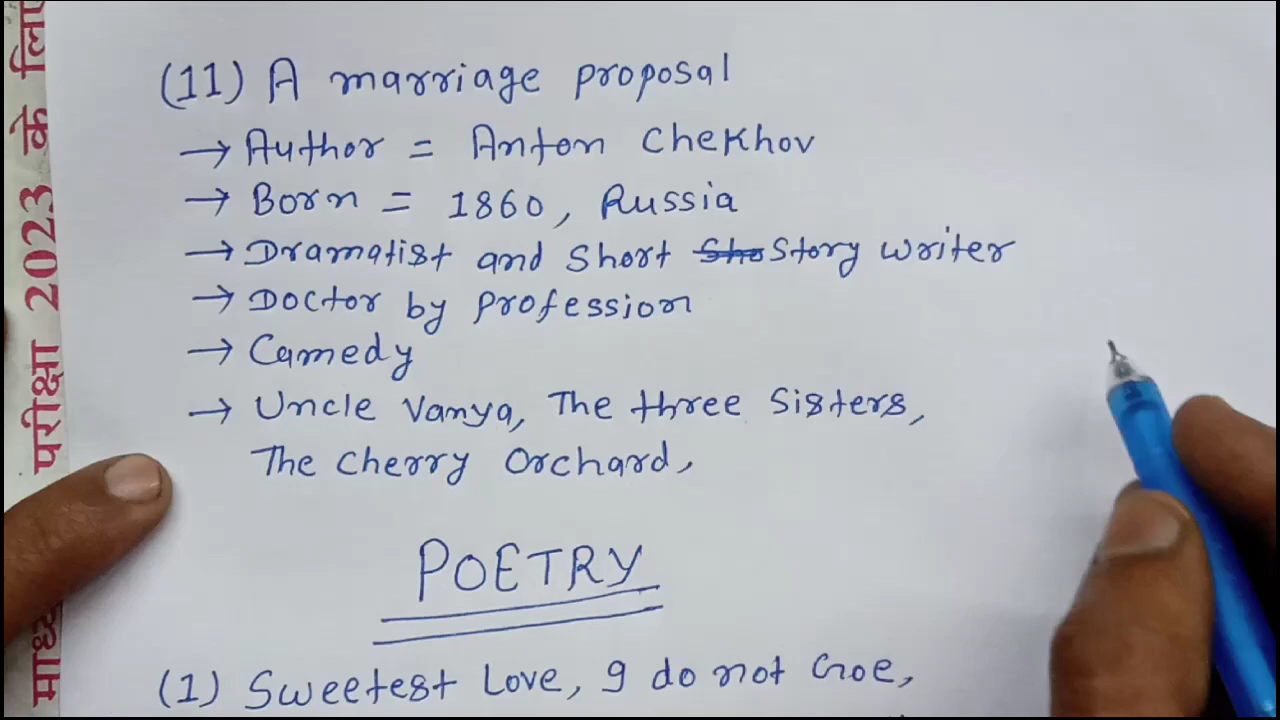 माध्य परीक्षा 2023 के लिए
(11) A marriage proposal
→ Author = Anton Chekhov
→ Born = 1860, Russia
→ Dramatist and Short Sho Story writer
→ Doctor by profession
→ Camedy
→ Uncle Vanya, The three Sisters,
The Cherry Orchard,
POETRY
(1) Sweetest Love, I do not Goe,